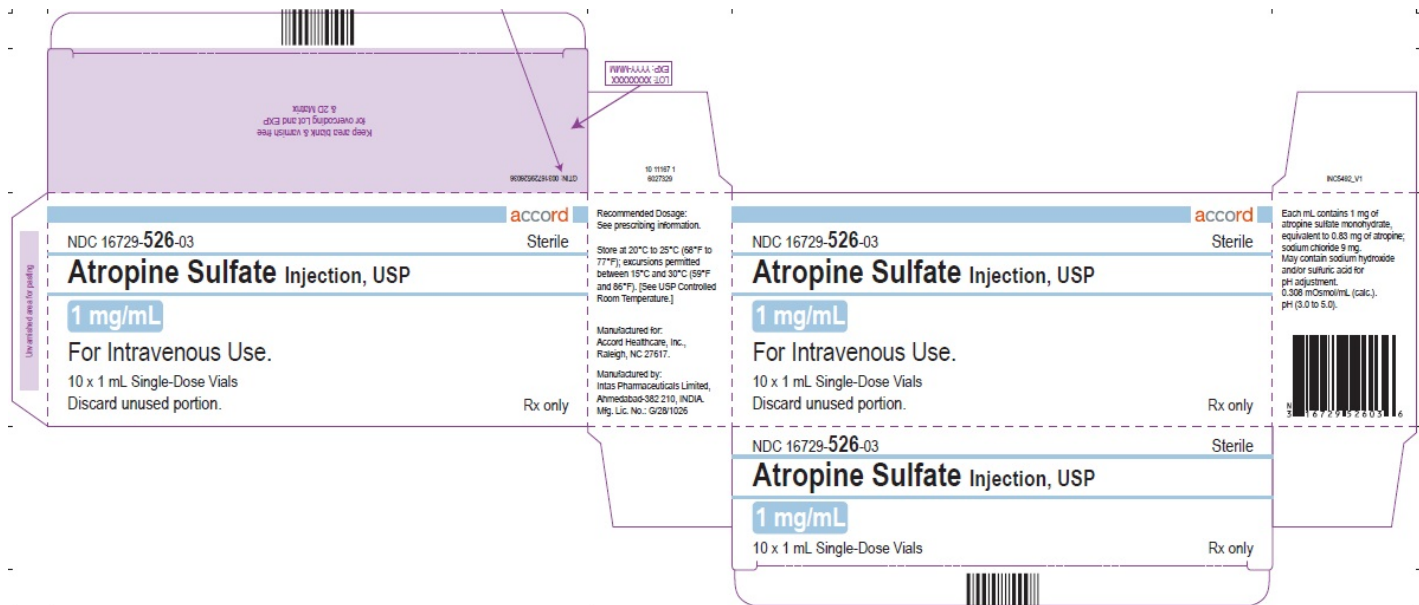 LOT: XXXXXXXX
EXP: YYYY-MMM
Keep area blank & varnish free
for overcoding Lot and EXP
& 2D Matrix
GTIN: 00316729526036
10 11167 1
6027329
INC5492_V1
Unvarnished area for pasting
accord
NDC 16729-526-03
Sterile
Atropine Sulfate Injection, USP
1 mg/mL
For Intravenous Use.
10 x 1 mL Single-Dose Vials
Discard unused portion.
Rx only
Recommended Dosage:
See prescribing information.
Store at 20°C to 25°C (68°F to
77°F); excursions permitted
between 15°C and 30°C (59°F
and 86°F). [See USP Controlled
Room Temperature.]
Manufactured for:
Accord Healthcare, Inc.,
Raleigh, NC 27617.
Manufactured by:
Intas Pharmaceuticals Limited,
Ahmedabad-382 210, INDIA.
Mfg. Lic. No.: G/28/1026
accord
NDC 16729-526-03
Sterile
Atropine Sulfate Injection, USP
1 mg/mL
For Intravenous Use.
10 x 1 mL Single-Dose Vials
Discard unused portion.
Rx only
Each mL contains 1 mg of
atropine sulfate monohydrate,
equivalent to 0.83 mg of atropine;
sodium chloride 9 mg.
May contain sodium hydroxide
and/or sulfuric acid for
pH adjustment.
0.308 mOsmol/mL (calc.).
pH (3.0 to 5.0).
N
3 16729 52603 6
NDC 16729-526-03
Sterile
Atropine Sulfate Injection, USP
1 mg/mL
10 x 1 mL Single-Dose Vials
Rx only